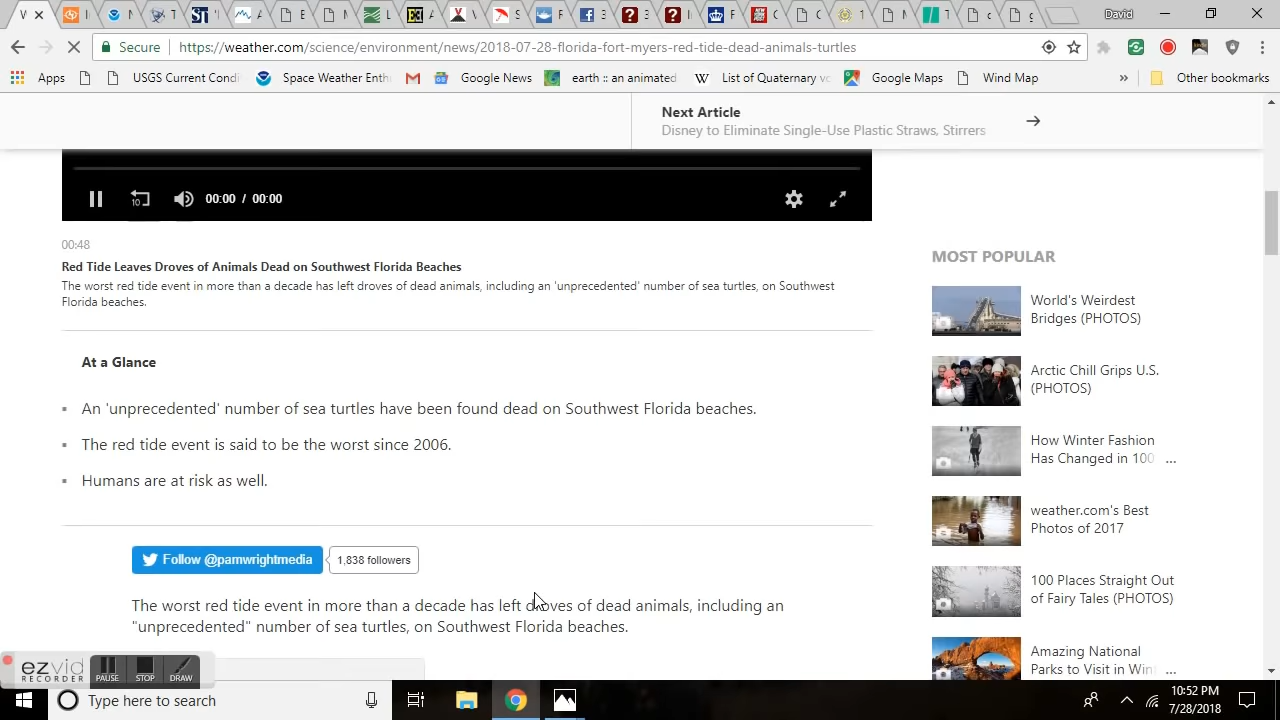 David
Secure
https://weather.com/science/environment/news/2018-07-28-florida-fort-myers-red-tide-dead-animals-turtles
Apps
USGS Current Condi
Space Weather Enth
Google News
earth :: an animated
List of Quaternary vo
Google Maps
Wind Map
»
Other bookmarks
Next Article
Disney to Eliminate Single-Use Plastic Straws, Stirrers
10
00:00 / 00:00
00:48
Red Tide Leaves Droves of Animals Dead on Southwest Florida Beaches
The worst red tide event in more than a decade has left droves of dead animals, including an 'unprecedented' number of sea turtles, on Southwest
Florida beaches.
At a Glance
An 'unprecedented' number of sea turtles have been found dead on Southwest Florida beaches.
The red tide event is said to be the worst since 2006.
Humans are at risk as well.
Follow @pamwrightmedia
1,838 followers
The worst red tide event in more than a decade has left droves of dead animals, including an
"unprecedented" number of sea turtles, on Southwest Florida beaches.
MOST POPULAR
World's Weirdest
Bridges (PHOTOS)
Arctic Chill Grips U.S.
(PHOTOS)
How Winter Fashion
Has Changed in 100 ...
weather.com's Best
Photos of 2017
100 Places Straight Out
of Fairy Tales (PHOTOS)
Amazing National
Parks to Visit in Win ...
ezvid
RECORDER
PAUSE
STOP
DRAW
Type here to search
10:52 PM
7/28/2018